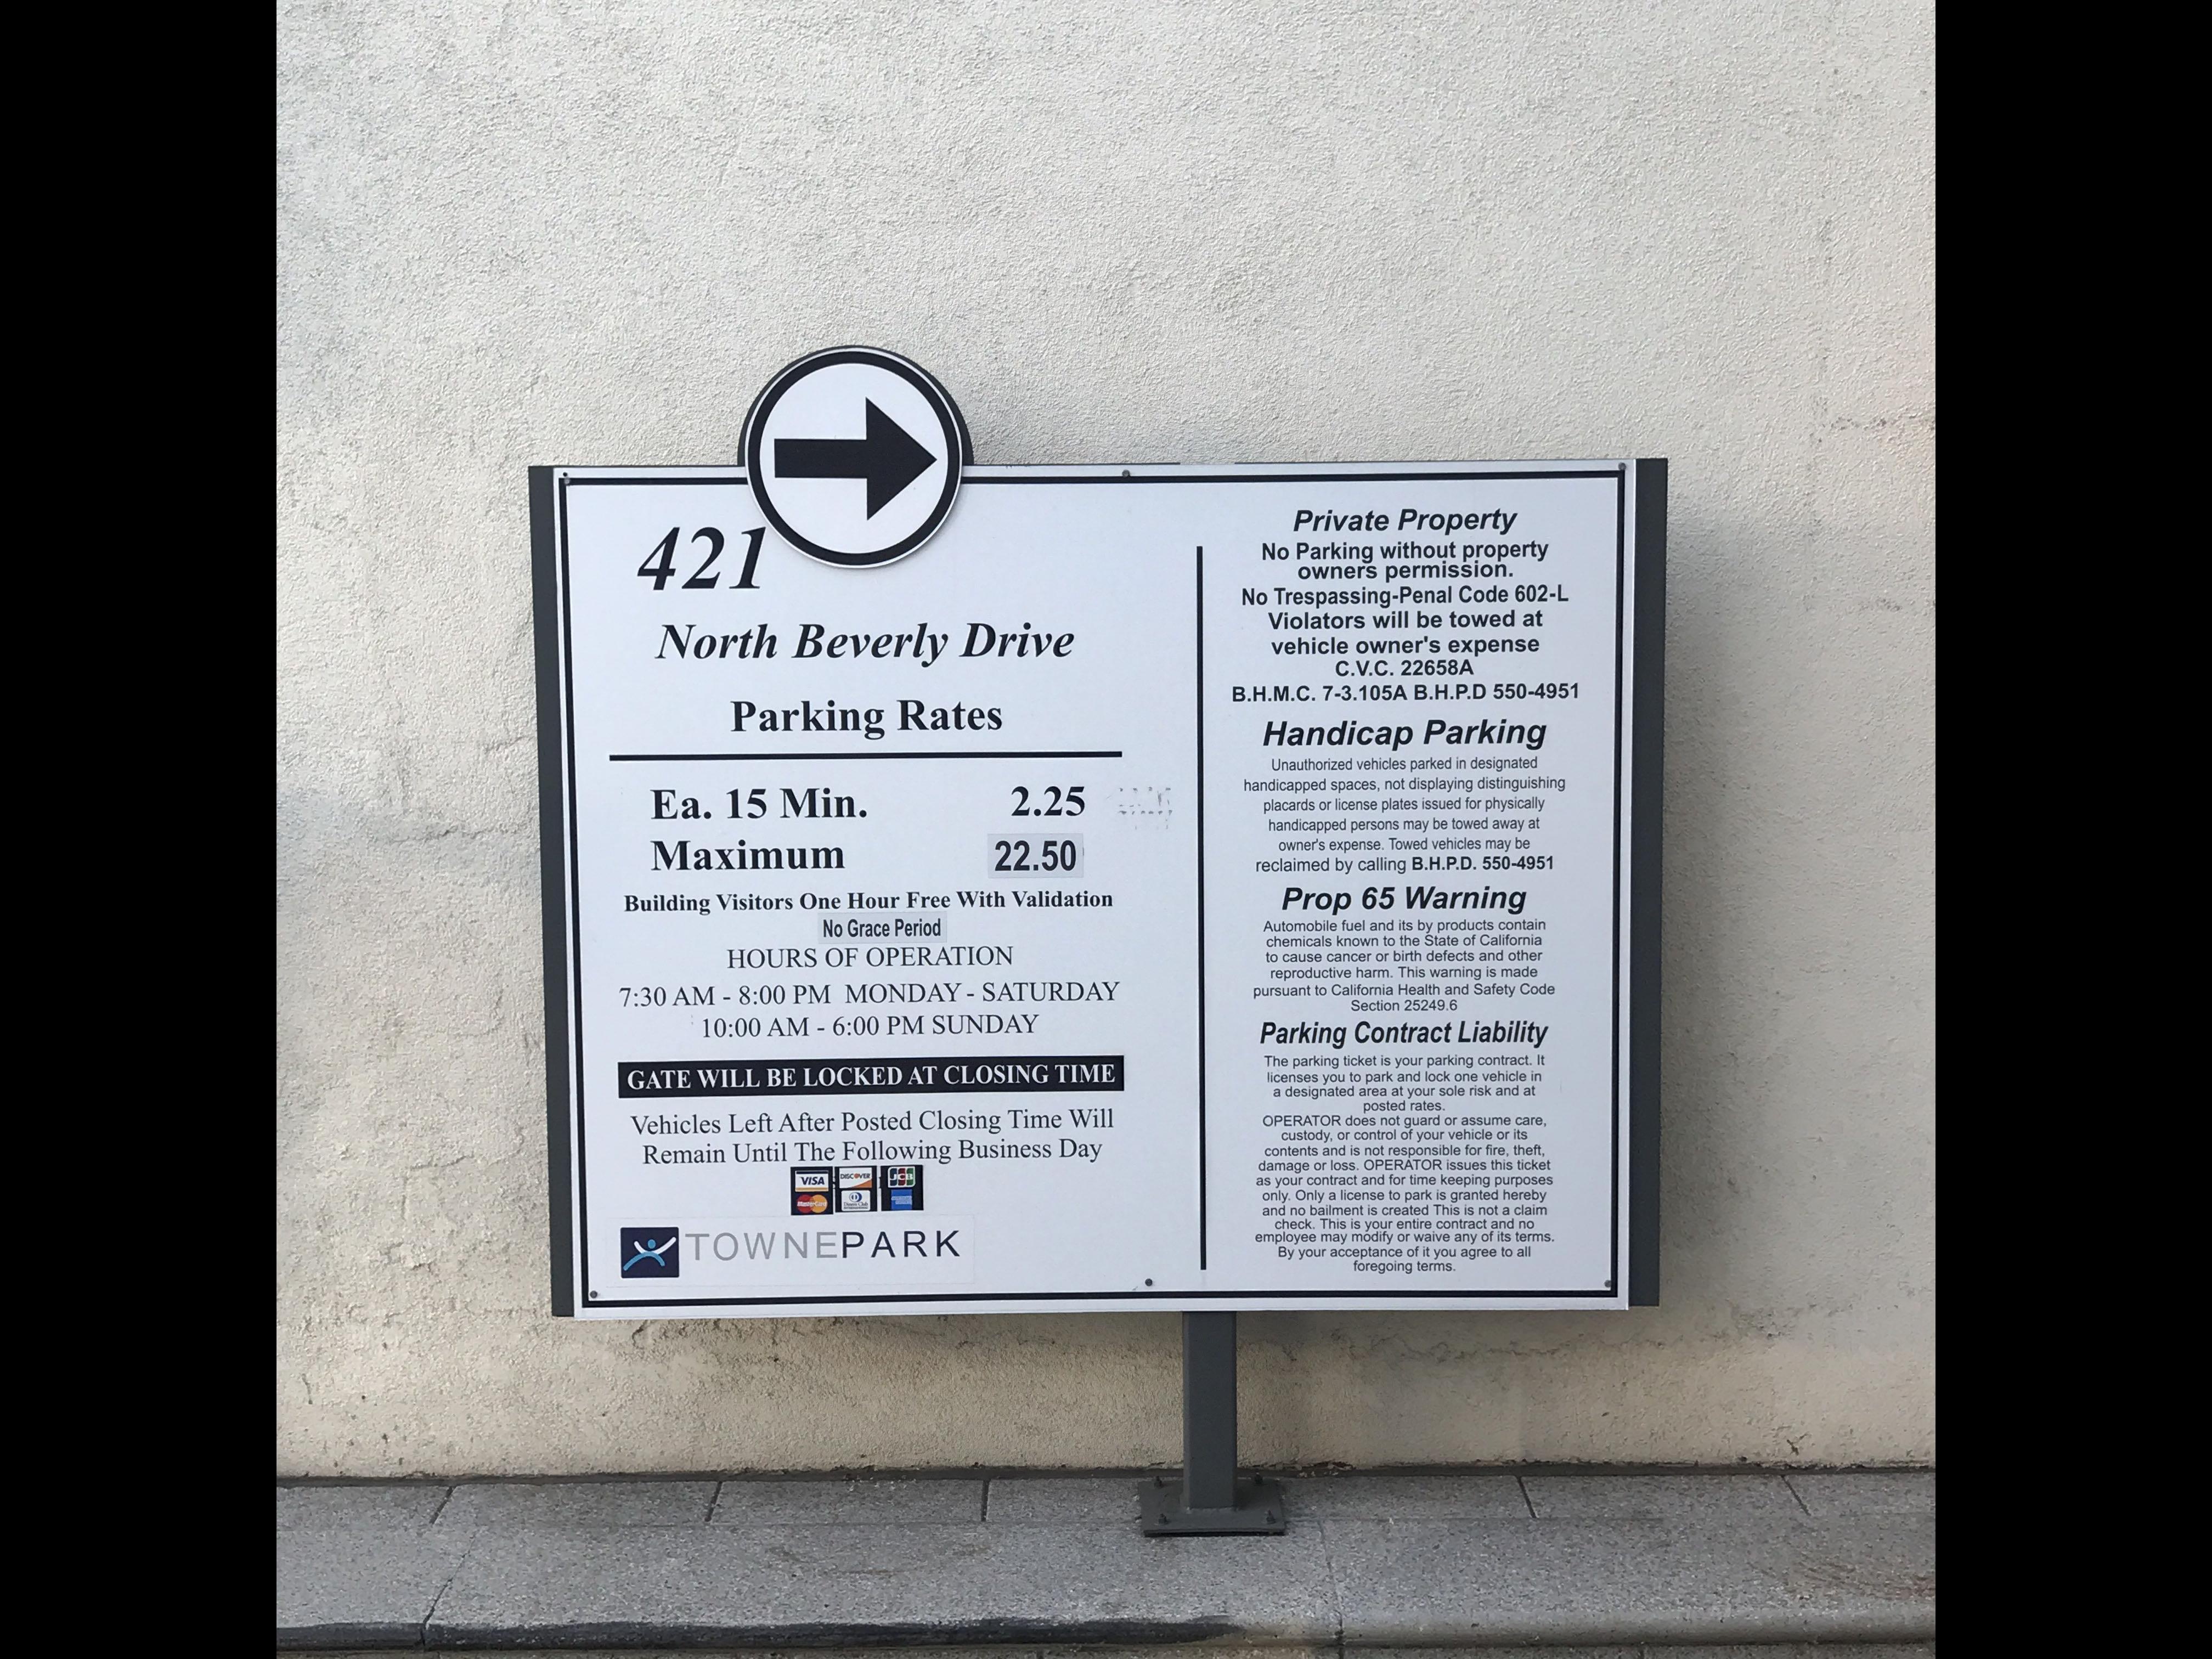 421
North Beverly Drive
Parking Rates
Ea. 15 Min. 2.25
Maximum 22.50
Building Visitors One Hour Free With Validation
No Grace Period
HOURS OF OPERATION
7:30 AM - 8:00 PM MONDAY - SATURDAY
10:00 AM - 6:00 PM SUNDAY
GATE WILL BE LOCKED AT CLOSING TIME
Vehicles Left After Posted Closing Time Will
Remain Until The Following Business Day
VISA DISCOVER JCB
MasterCard Diners Club
TOWNEPARK
Private Property
No Parking without property
owners permission.
No Trespassing-Penal Code 602-L
Violators will be towed at
vehicle owner's expense
C.V.C. 22658A
B.H.M.C. 7-3.105A B.H.P.D 550-4951
Handicap Parking
Unauthorized vehicles parked in designated
handicapped spaces, not displaying distinguishing
placards or license plates issued for physically
handicapped persons may be towed away at
owner's expense. Towed vehicles may be
reclaimed by calling B.H.P.D. 550-4951
Prop 65 Warning
Automobile fuel and its by products contain
chemicals known to the State of California
to cause cancer or birth defects and other
reproductive harm. This warning is made
pursuant to California Health and Safety Code
Section 25249.6
Parking Contract Liability
The parking ticket is your parking contract. It
licenses you to park and lock one vehicle in
a designated area at your sole risk and at
posted rates.
OPERATOR does not guard or assume care,
custody, or control of your vehicle or its
contents and is not responsible for fire, theft,
damage or loss. OPERATOR issues this ticket
as your contract and for time keeping purposes
only. Only a license to park is granted hereby
and no bailment is created This is not a claim
check. This is your entire contract and no
employee may modify or waive any of its terms.
By your acceptance of it you agree to all
foregoing terms.